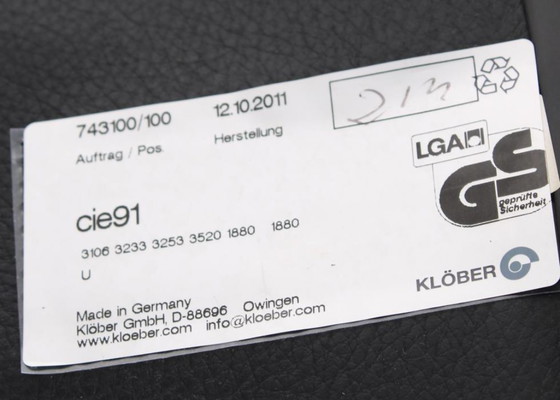 743100/100
12.10.2011
Auftrag / Pos.
Herstellung
LGA
GS
geprüfte
Sicherheit
cie91
3106 3233 3253 3520 1880 1880
U
KLÖBER
Made in Germany
Klöber GmbH, D-88696 Owingen
www.kloeber.com info@kloeber.com